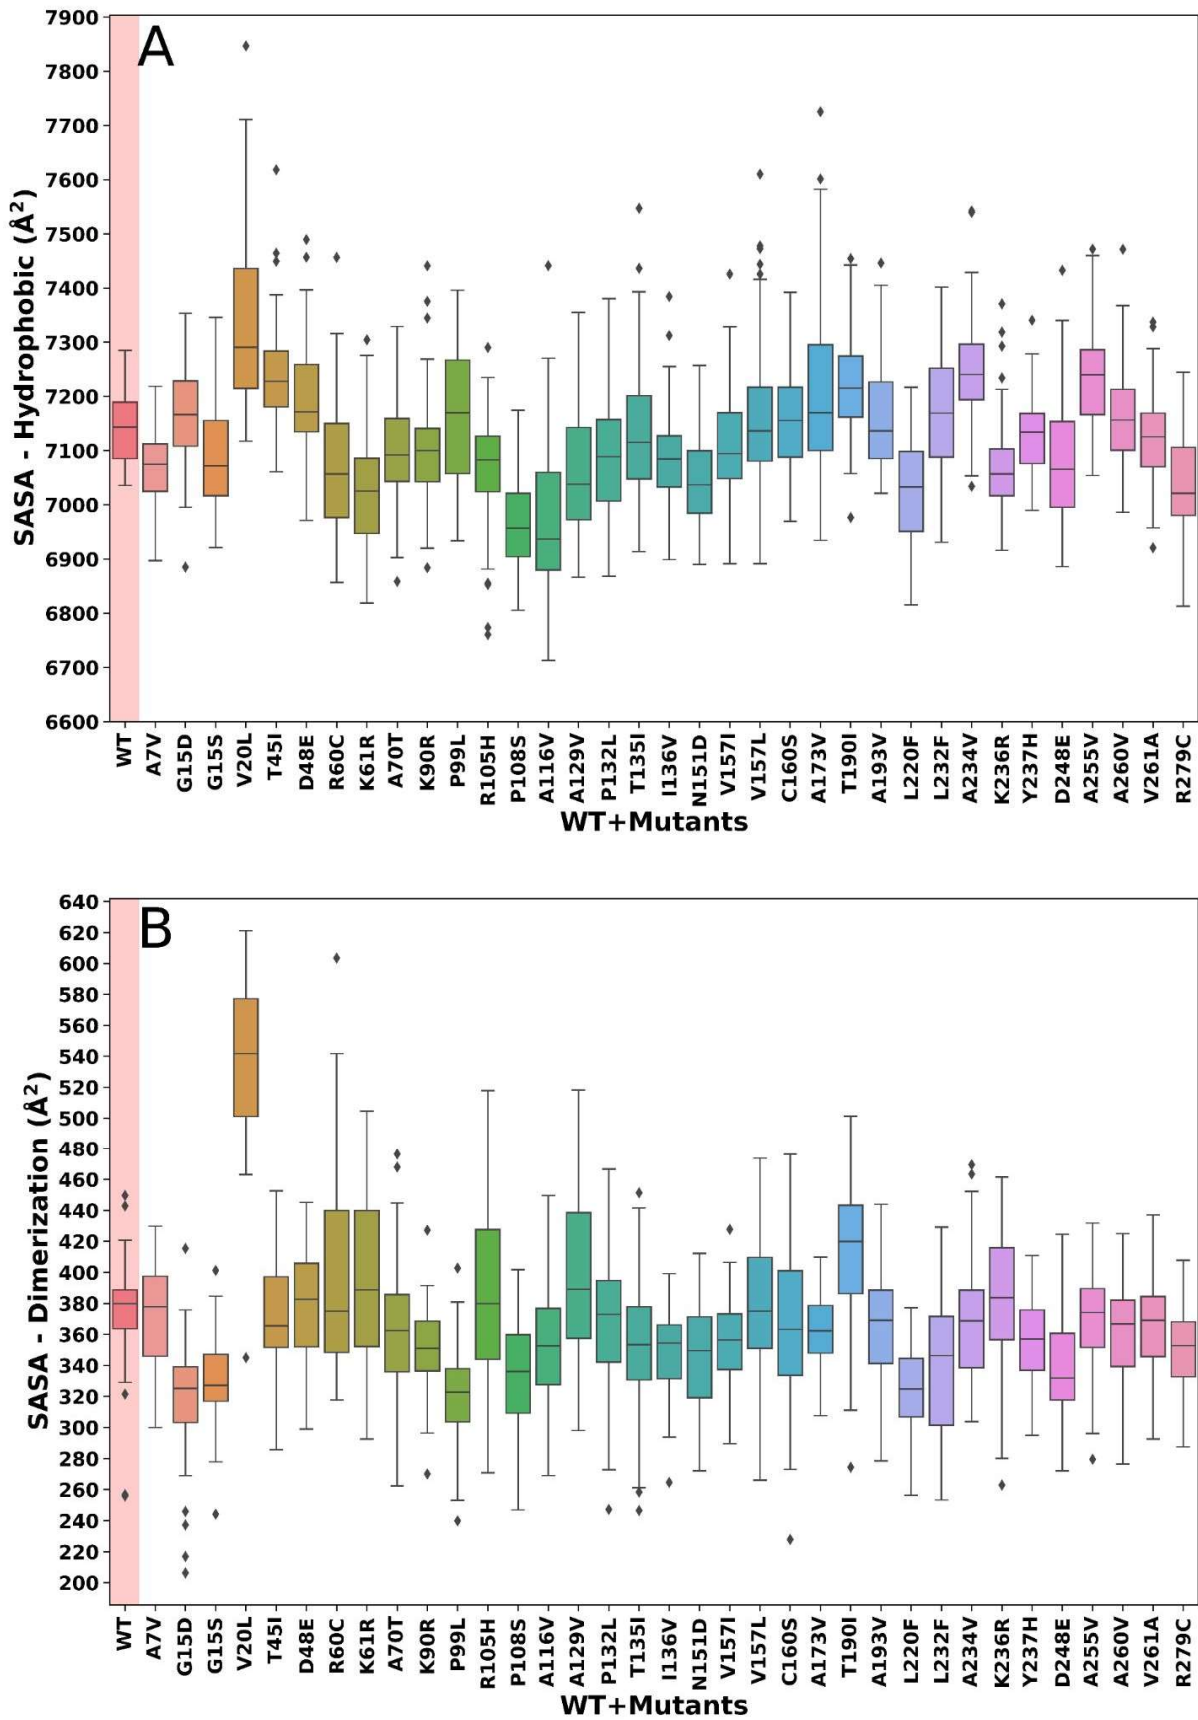 A
SASA - Hydrophobic (Å²)
7900
7800
7700
7600
7500
7400
7300
7200
7100
7000
6900
6800
6700
6600
WT
A7V
G15D
G15S
V20L
T45I
D48E
R60C
K61R
A70T
K90R
P99L
R105H
P108S
A116V
A129V
P132L
T135I
I136V
N151D
V157I
V157L
C160S
A173V
T190I
A193V
L220F
L232F
A234V
K236R
Y237H
D248E
A255V
A260V
V261A
R279C
WT+Mutants
B
SASA - Dimerization (Å²)
640
620
600
580
560
540
520
500
480
460
440
420
400
380
360
340
320
300
280
260
240
220
200
WT
A7V
G15D
G15S
V20L
T45I
D48E
R60C
K61R
A70T
K90R
P99L
R105H
P108S
A116V
A129V
P132L
T135I
I136V
N151D
V157I
V157L
C160S
A173V
T190I
A193V
L220F
L232F
A234V
K236R
Y237H
D248E
A255V
A260V
V261A
R279C
WT+Mutants